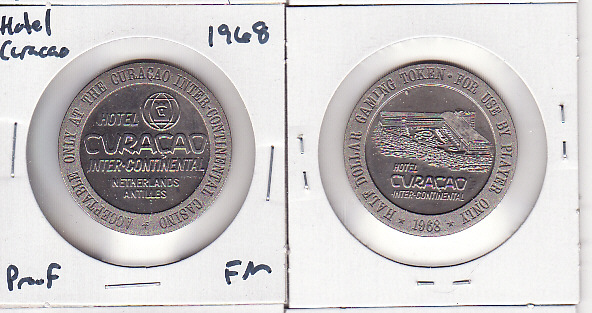 Hotel
Curacao
1968
ACCEPTABLE ONLY AT THE CURAÇAO INTER-CONTINENTAL CASINO
HOTEL
CURAÇAO
INTER-CONTINENTAL
NETHERLANDS
ANTILLES
Proof
FM
HALF DOLLAR GAMING TOKEN · FOR USE BY PLAYER ONLY
HOTEL
CURAÇAO
INTER-CONTINENTAL
★ 1968 ★